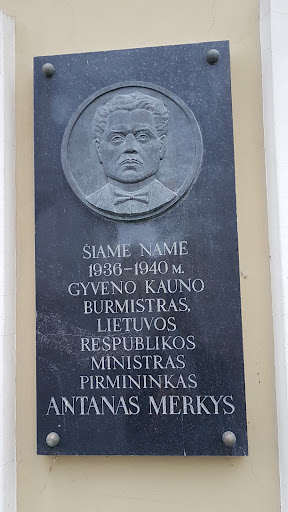 ŠIAME NAME
1936-1940 M.
GYVENO KAUNO
BURMISTRAS,
LIETUVOS
RESPUBLIKOS
MINISTRAS
PIRMININKAS
ANTANAS MERKYS